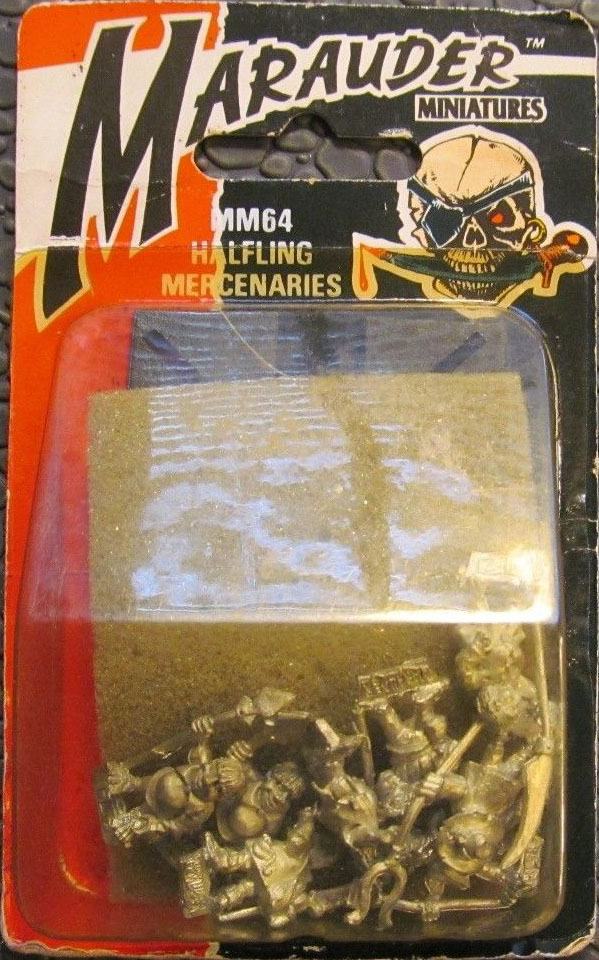 MARAUDER™
MINIATURES
MM64
HALFLING
MERCENARIES